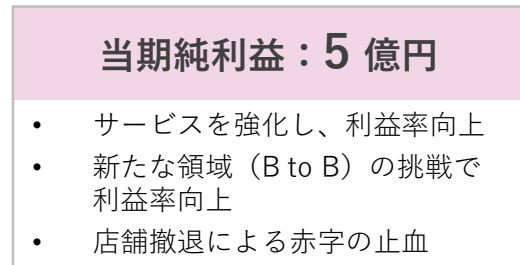 当期純利益：5 億円
• サービスを強化し、利益率向上
• 新たな領域（B to B）の挑戦で
利益率向上
• 店舗撤退による赤字の止血